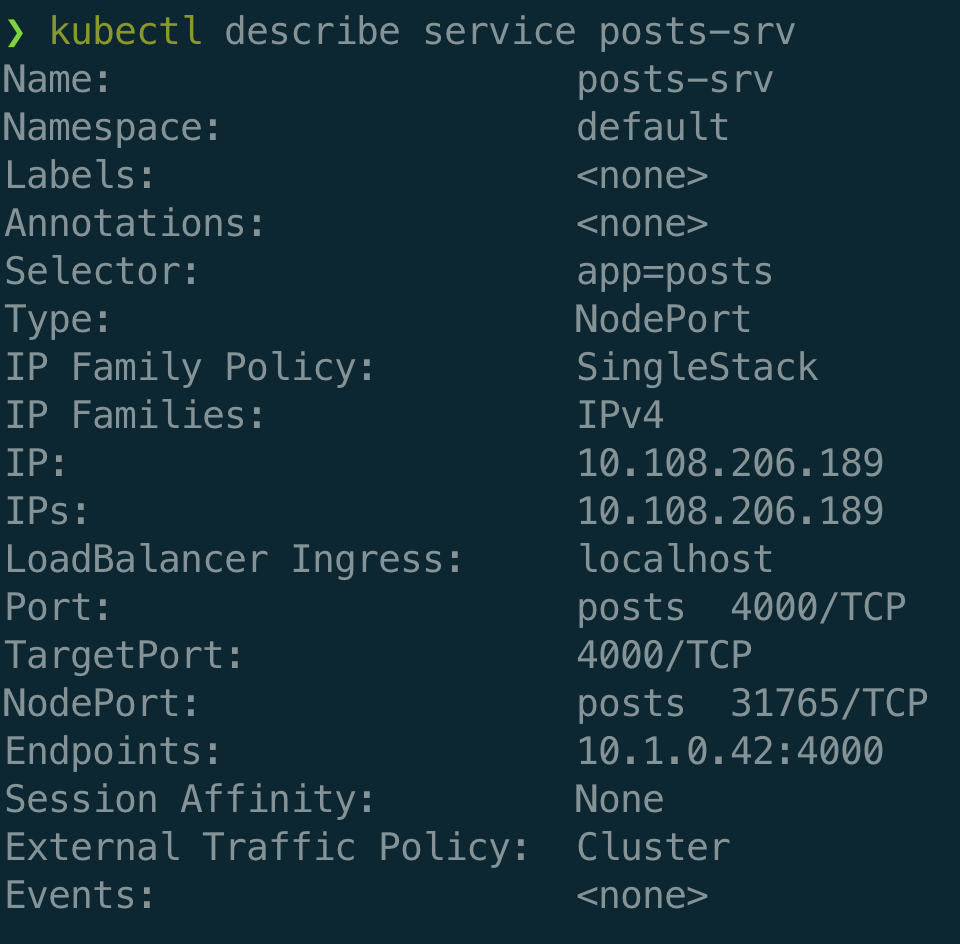 ❯ kubectl describe service posts-srv
Name:                     posts-srv
Namespace:                default
Labels:                   <none>
Annotations:              <none>
Selector:                 app=posts
Type:                     NodePort
IP Family Policy:         SingleStack
IP Families:              IPv4
IP:                       10.108.206.189
IPs:                      10.108.206.189
LoadBalancer Ingress:     localhost
Port:                     posts  4000/TCP
TargetPort:               4000/TCP
NodePort:                 posts  31765/TCP
Endpoints:                10.1.0.42:4000
Session Affinity:         None
External Traffic Policy:  Cluster
Events:                   <none>